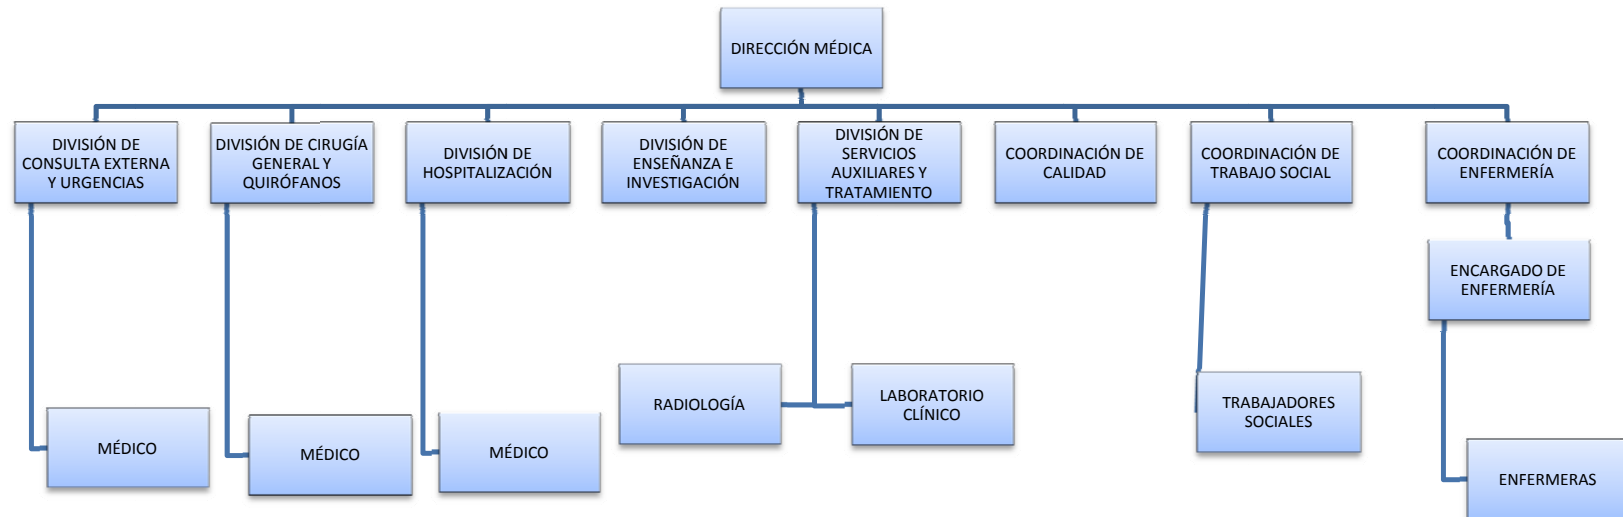 DIRECCIÓN MÉDICA
DIVISIÓN DE
CONSULTA EXTERNA
Y URGENCIAS
DIVISIÓN DE CIRUGÍA
GENERAL Y
QUIRÓFANOS
DIVISIÓN DE
HOSPITALIZACIÓN
DIVISIÓN DE
ENSEÑANZA E
INVESTIGACIÓN
DIVISIÓN DE
SERVICIOS
AUXILIARES Y
TRATAMIENTO
COORDINACIÓN DE
CALIDAD
COORDINACIÓN DE
TRABAJO SOCIAL
COORDINACIÓN DE
ENFERMERÍA
ENCARGADO DE
ENFERMERÍA
RADIOLOGÍA
LABORATORIO
CLÍNICO
TRABAJADORES
SOCIALES
MÉDICO
MÉDICO
MÉDICO
ENFERMERAS